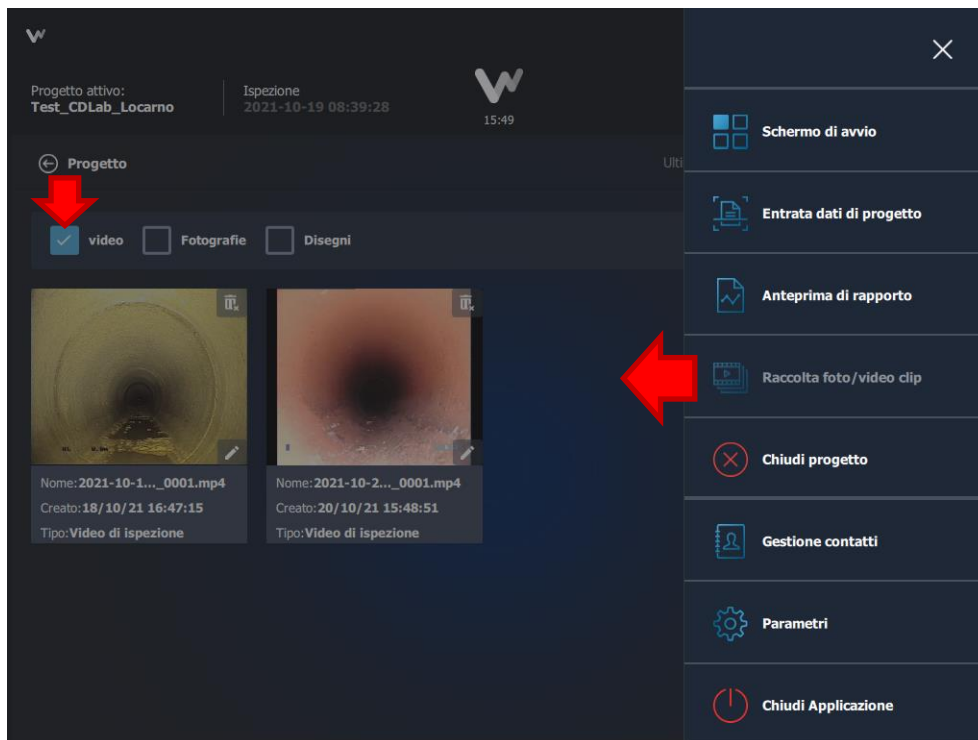 Progetto attivo:
Test_CDLab_Locarno
Ispezione
2021-10-19 08:39:28
15:49
Progetto
Ulti
video
Fotografie
Disegni
Nome:2021-10-1..._0001.mp4
Creato:18/10/21 16:47:15
Tipo:Video di ispezione
Nome:2021-10-2..._0001.mp4
Creato:20/10/21 15:48:51
Tipo:Video di ispezione
Schermo di avvio
Entrata dati di progetto
Anteprima di rapporto
Raccolta foto/video clip
Chiudi progetto
Gestione contatti
Parametri
Chiudi Applicazione